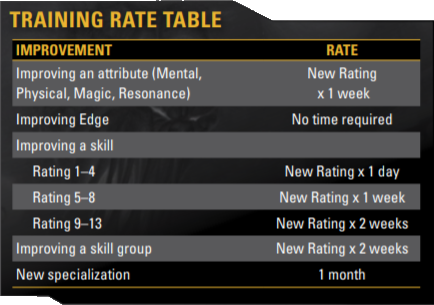 TRAINING RATE TABLE
IMPROVEMENT RATE
Improving an attribute (Mental, New Rating
Physical, Magic, Resonance) x 1 week
Improving Edge No time required
Improving a skill
Rating 1–4 New Rating x 1 day
Rating 5–8 New Rating x 1 week
Rating 9–13 New Rating x 2 weeks
Improving a skill group New Rating x 2 weeks
New specialization 1 month